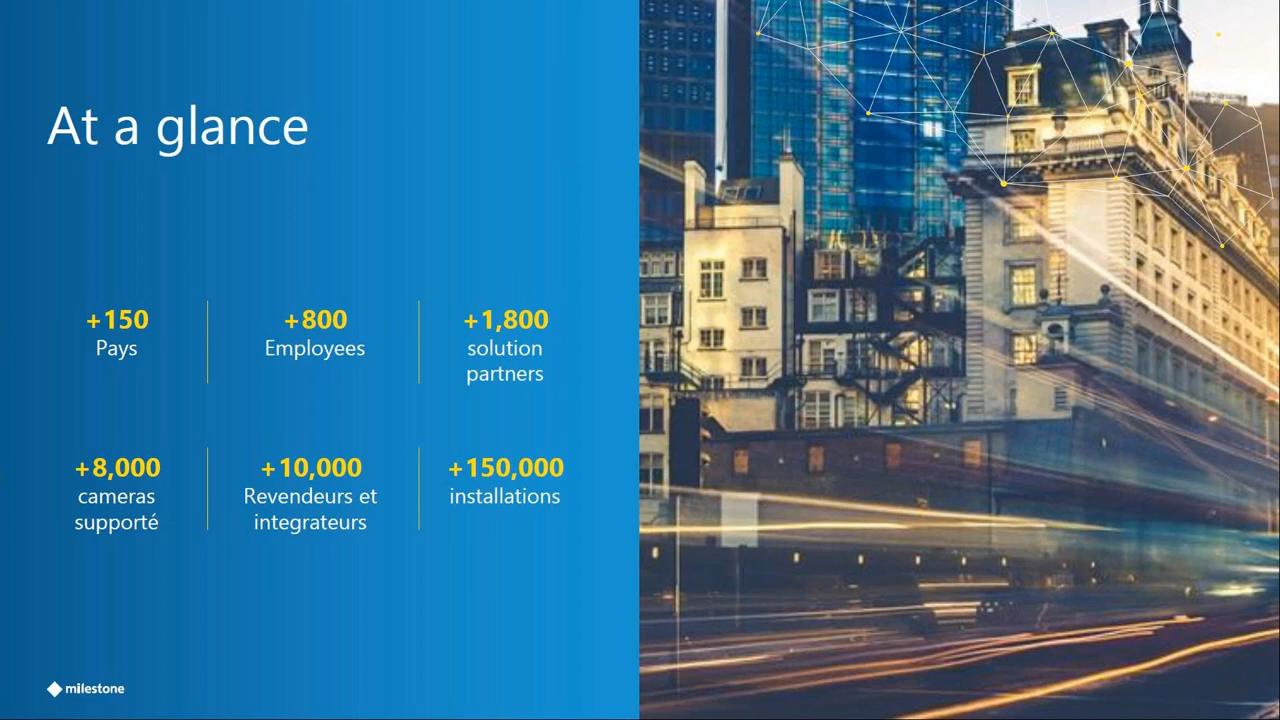 At a glance
+150
Pays
+800
Employees
+1,800
solution
partners
+8,000
cameras
supporté
+10,000
Revendeurs et
integrateurs
+150,000
installations
milestone